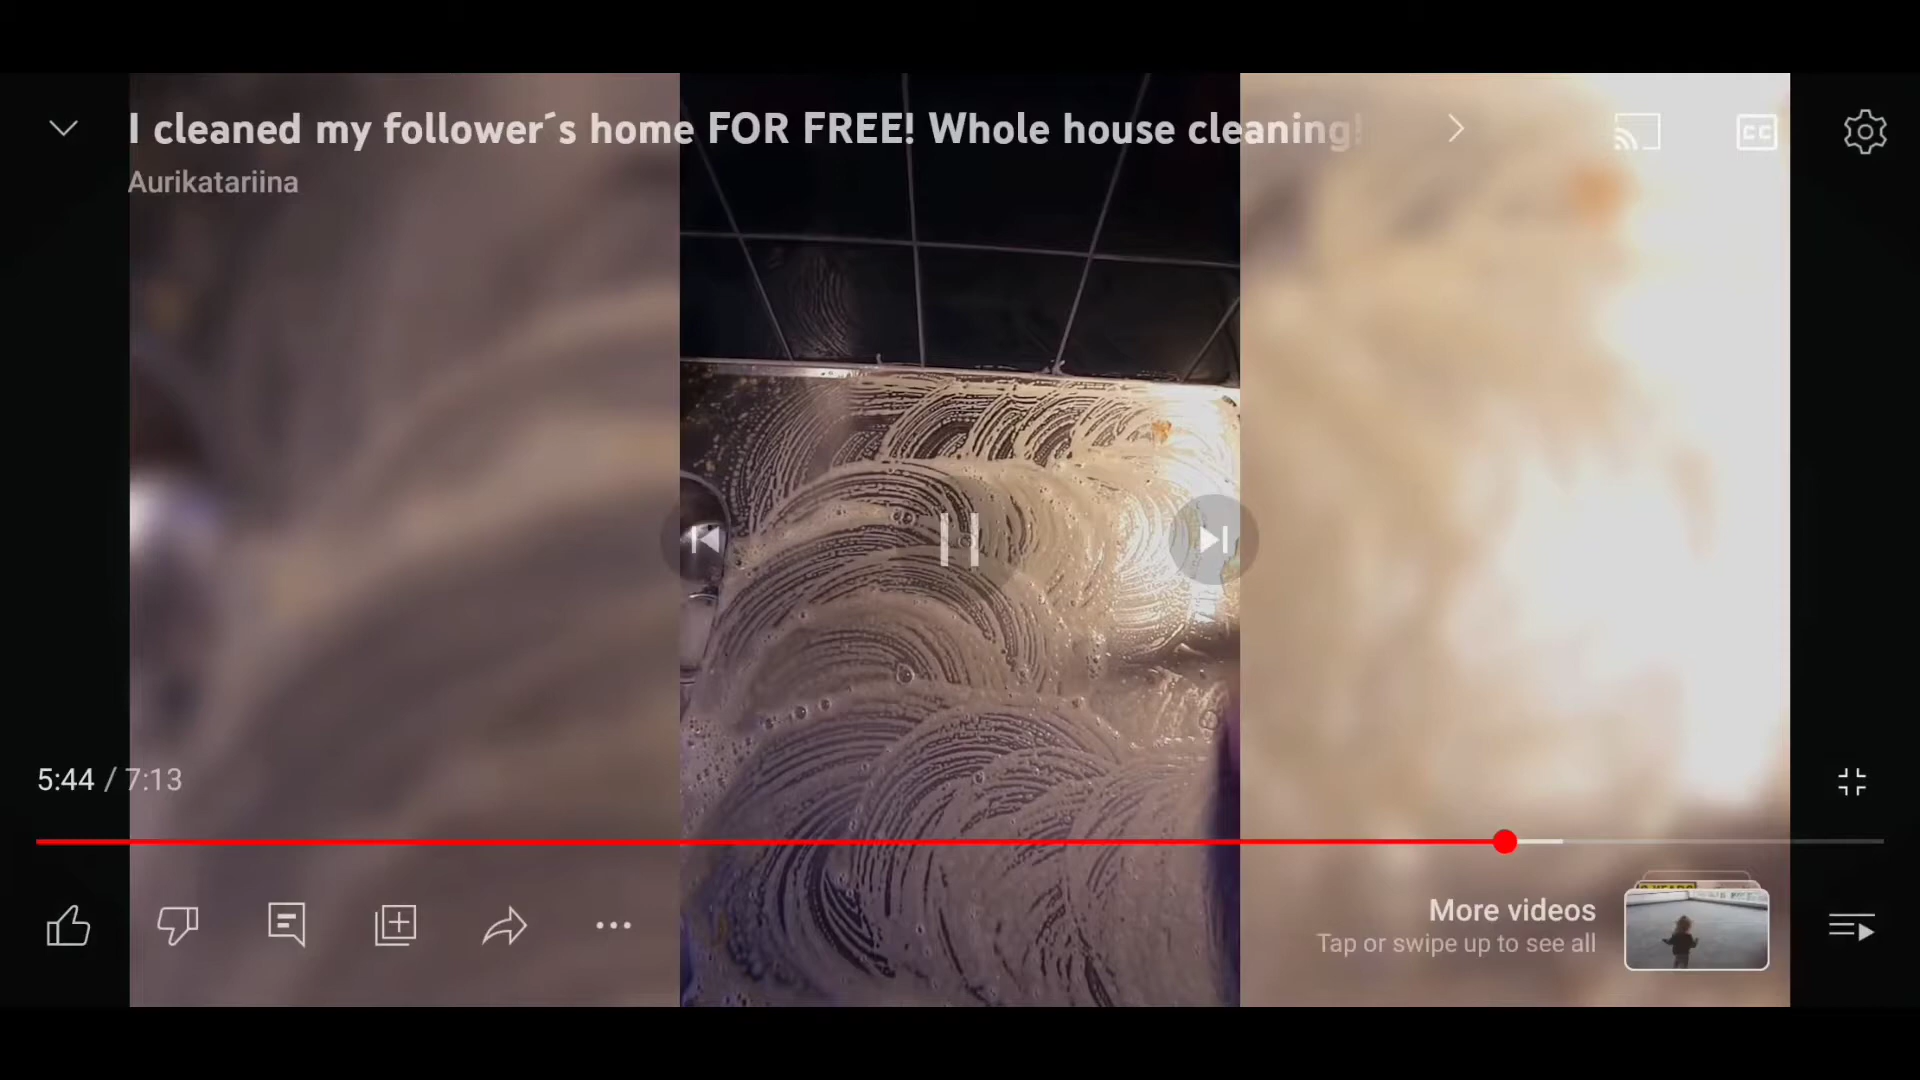 I cleaned my follower´s home FOR FREE! Whole house cleaning!
CC
Aurikatariina
5:44 / 7:13
More videos
Tap or swipe up to see all